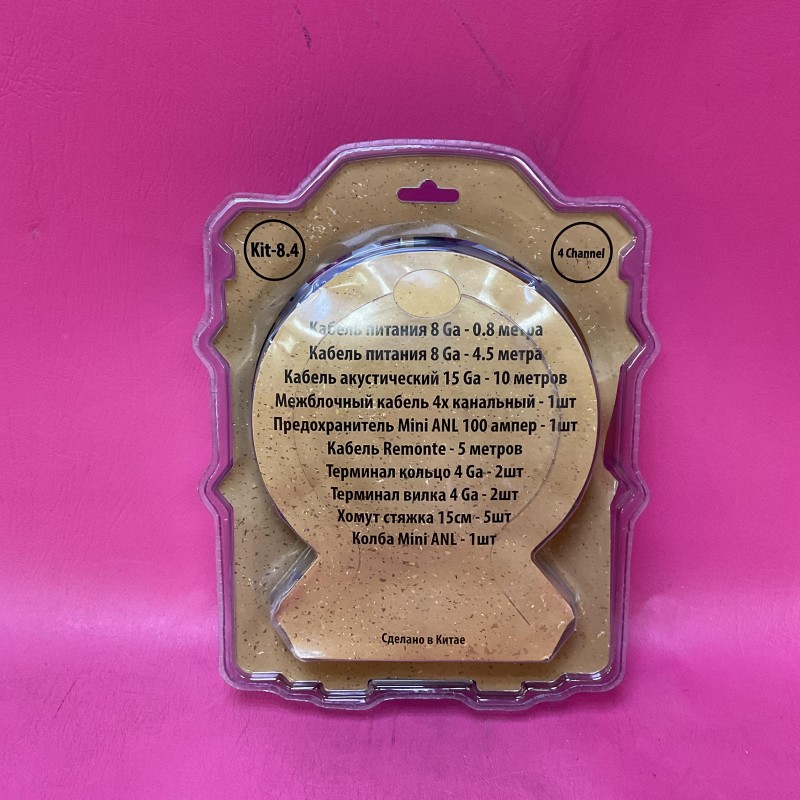 Kit-8.4
4 Channel
Кабель питания 8 Ga - 0.8 метра
Кабель питания 8 Ga - 4.5 метра
Кабель акустический 15 Ga - 10 метров
Межблочный кабель 4х канальный - 1шт
Предохранитель Mini ANL 100 ампер - 1шт
Кабель Remonte - 5 метров
Терминал кольцо 4 Ga - 2шт
Терминал вилка 4 Ga - 2шт
Хомут стяжка 15см - 5шт
Колба Mini ANL - 1шт
Сделано в Китае